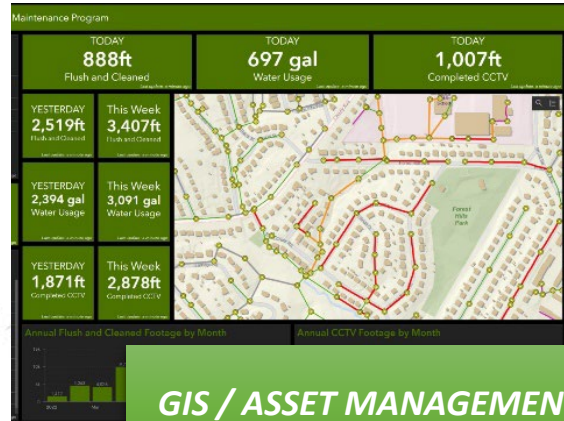 Maintenance Program
TODAY
888ft
Flush and Cleaned
TODAY
697 gal
Water Usage
TODAY
1,007ft
Completed CCTV
YESTERDAY
2,519ft
Flush and Cleaned
This Week
3,407ft
Flush and Cleaned
YESTERDAY
2,394 gal
Water Usage
This Week
3,091 gal
Water Usage
YESTERDAY
1,871ft
Completed CCTV
This Week
2,878ft
Completed CCTV
Forest
Hills
Park
Annual Flush and Cleaned Footage by Month
Annual CCTV Footage by Month
GIS / ASSET MANAGEMEN